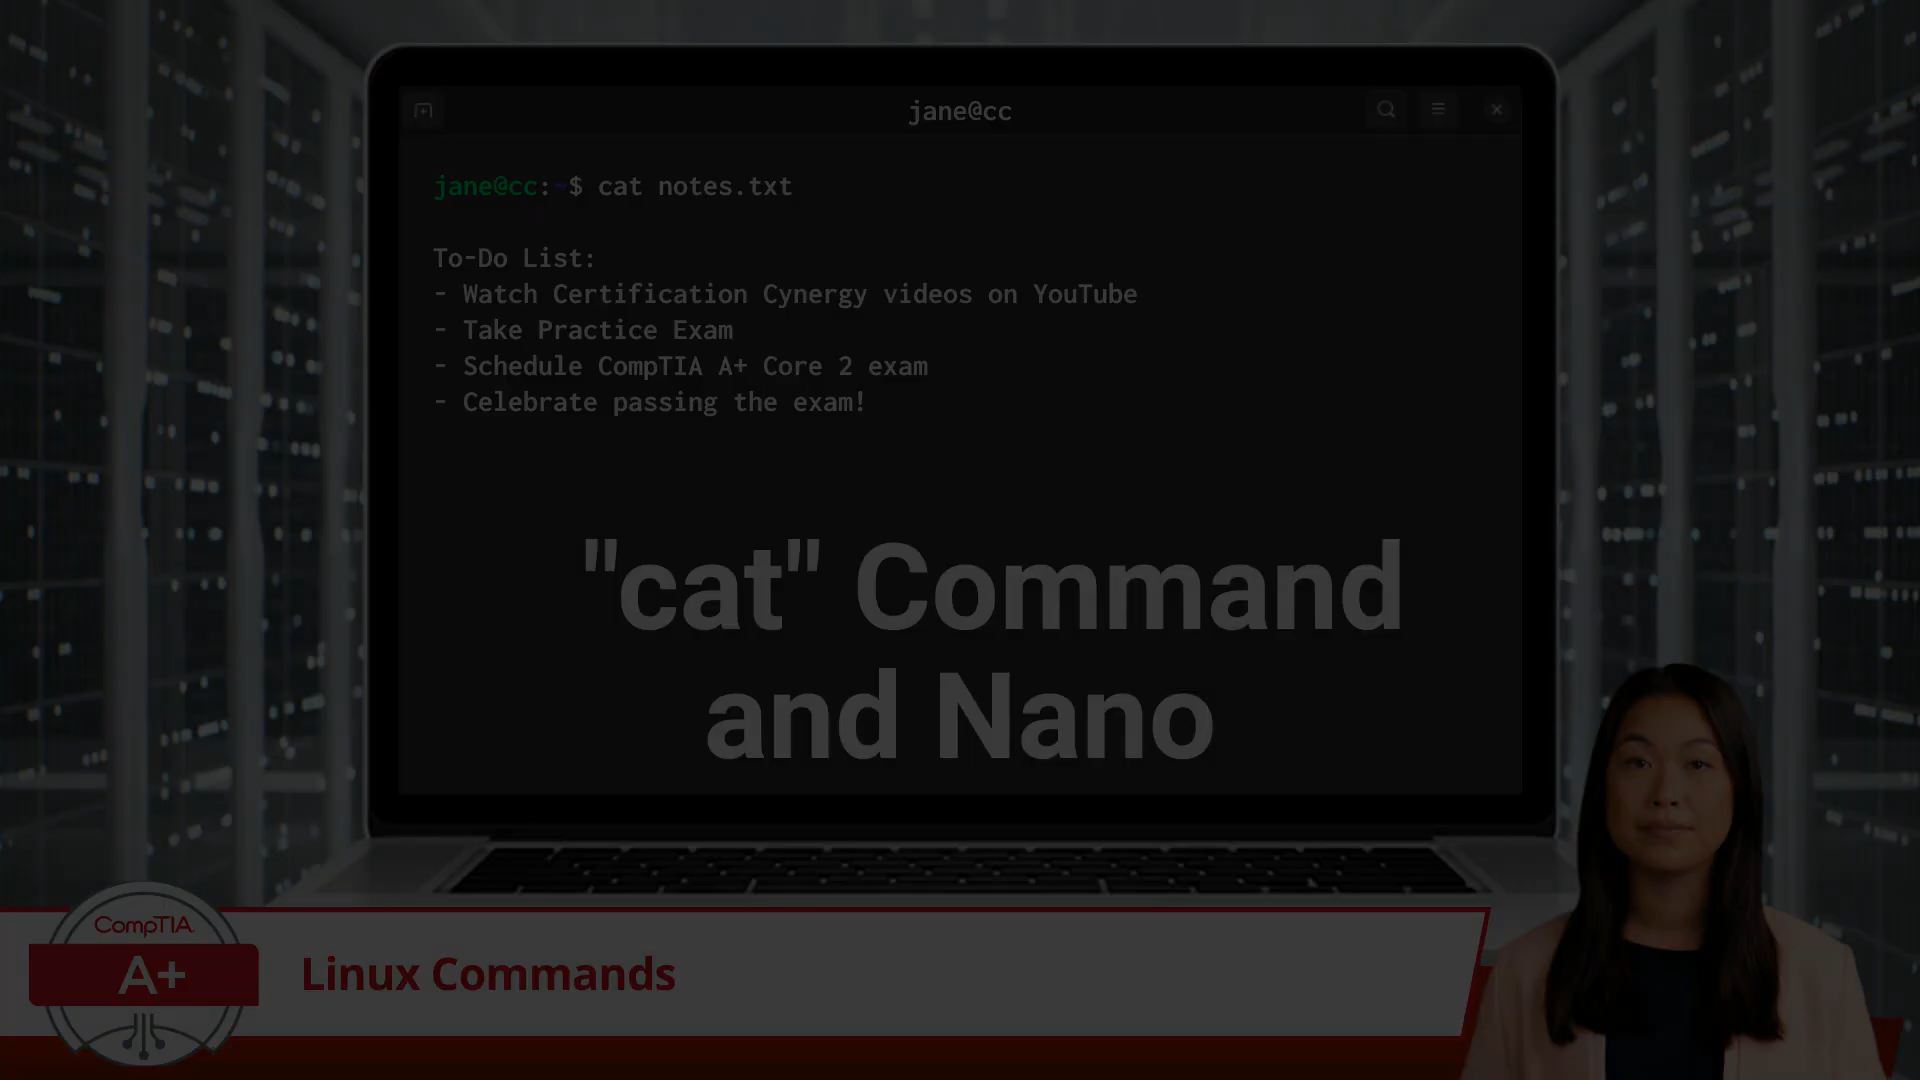 jane@cc
jane@cc:~$ cat notes.txt
To-Do List:
- Watch Certification Cynergy videos on YouTube
- Take Practice Exam
- Schedule CompTIA A+ Core 2 exam
- Celebrate passing the exam!
"cat" Command
and Nano
CompTIA.
A+
Linux Commands